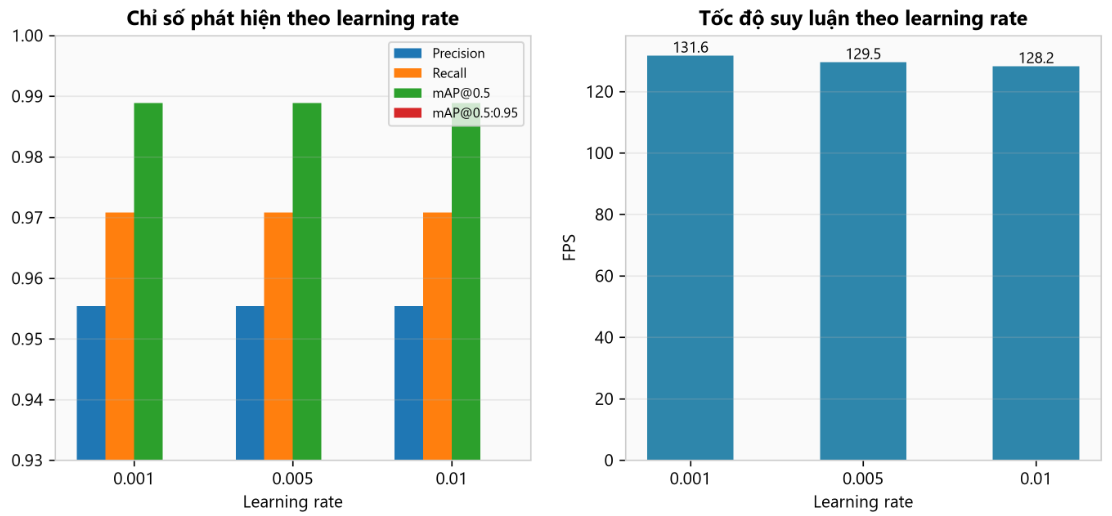 Chỉ số phát hiện theo learning rate
1.00
0.99
0.98
0.97
0.96
0.95
0.94
0.93
Precision
Recall
mAP@0.5
mAP@0.5:0.95
0.001
0.005
0.01
Learning rate
Tốc độ suy luận theo learning rate
FPS
120
100
80
60
40
20
0
131.6
129.5
128.2
0.001
0.005
0.01
Learning rate